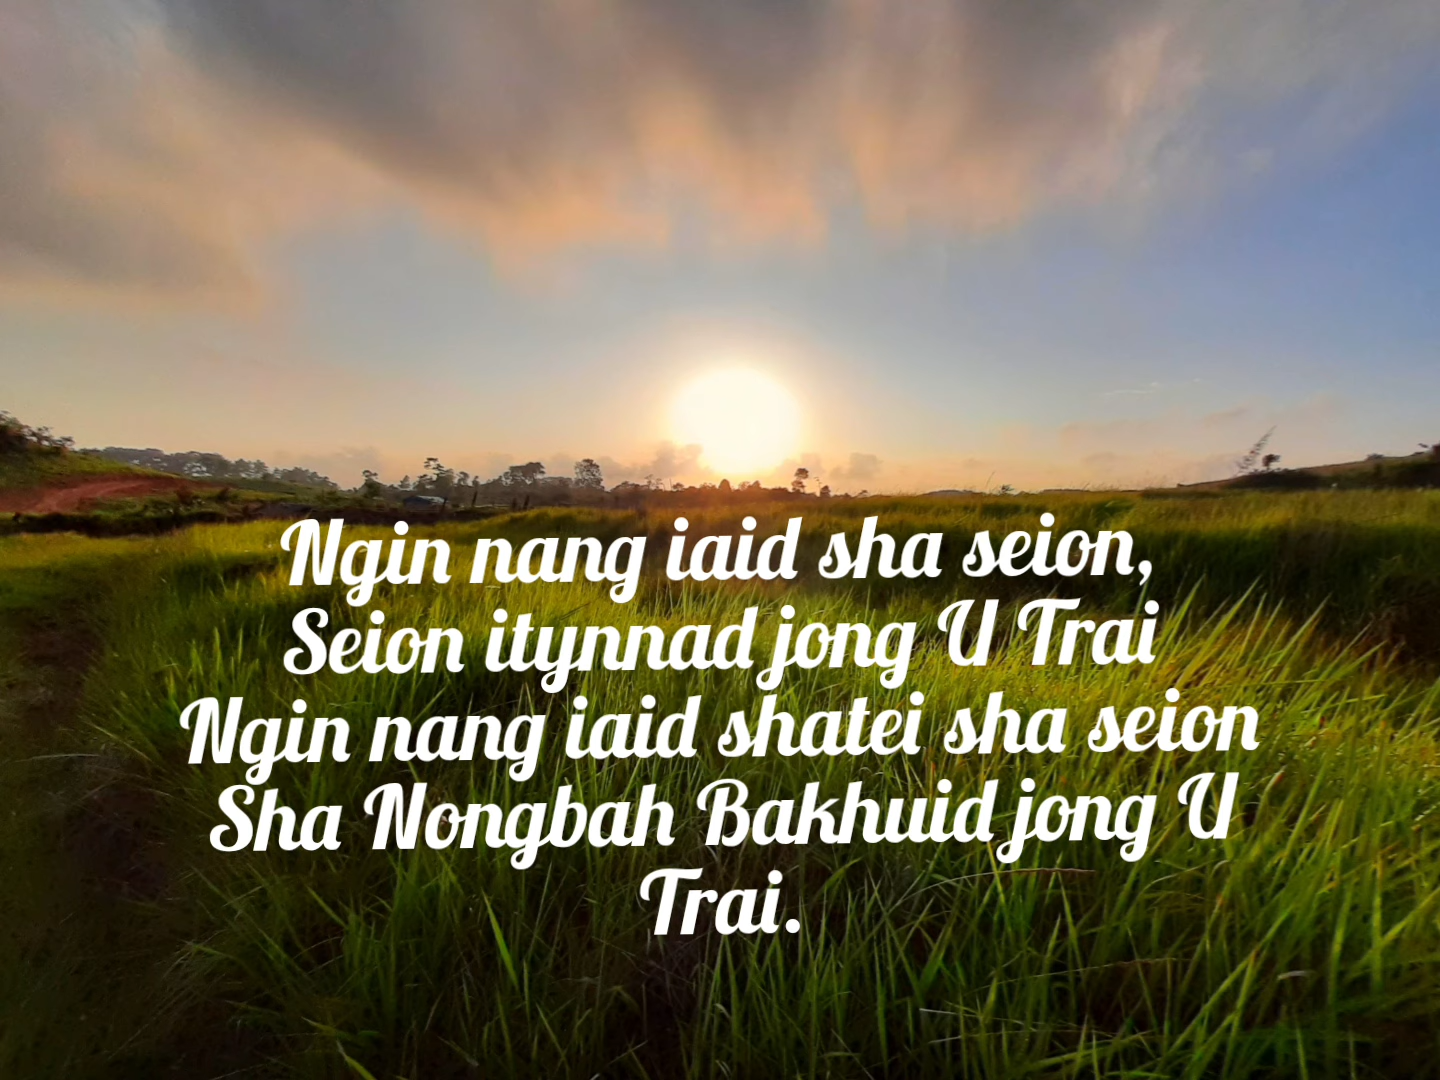 Ngin nang iaid sha seion,
Seion itynnad jong U Trai
Ngin nang iaid shatei sha seion
Sha Nongbah Bakhuid jong U
Trai.